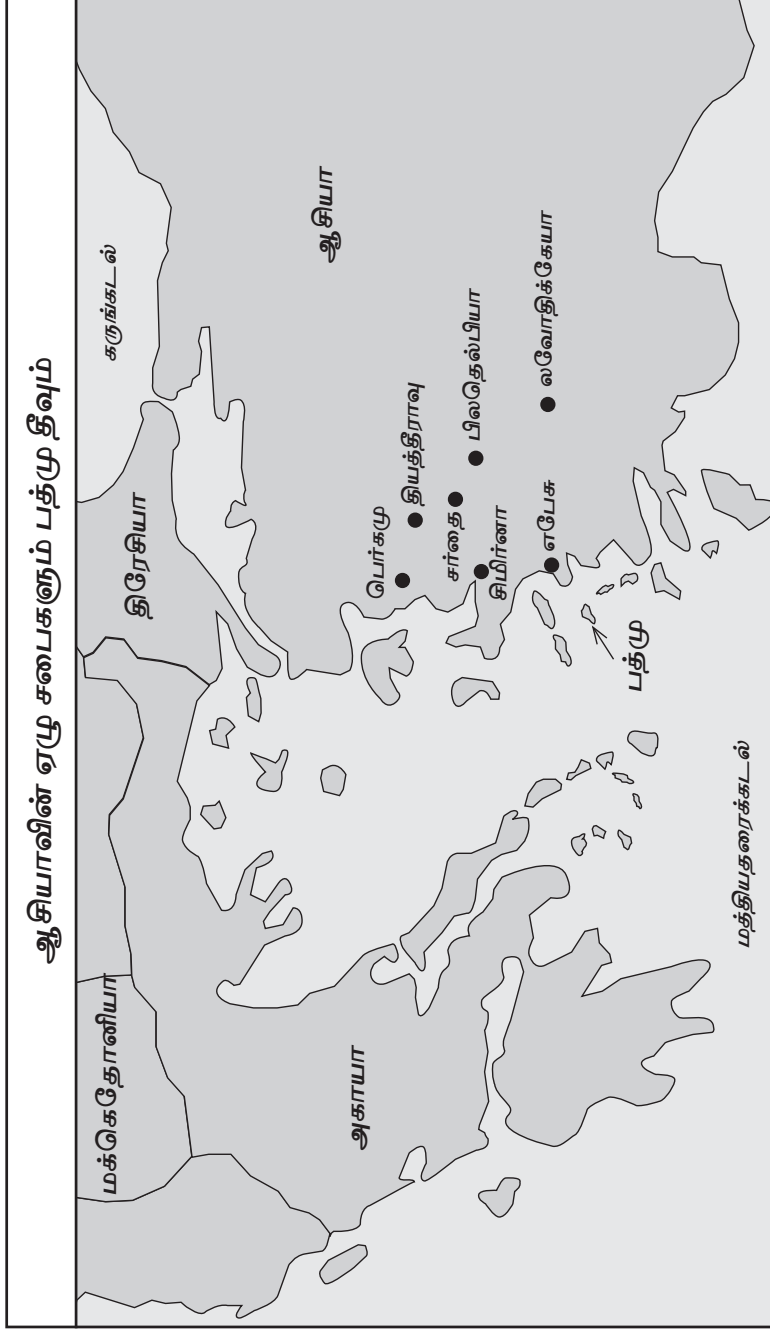 ஆசியாவின் ஏழு சபைகளும் பத்மு தீவும்
மக்கெதோனியா
திரேசியா
கருங்கடல்
அகாயா
ஆசியா
பெர்கமு
தியத்தீராவு
சர்தை
பிலதெல்பியா
சிமிர்னா
எபேசு
லவோதிக்கேயா
பத்மு
மத்தியதரைக்கடல்